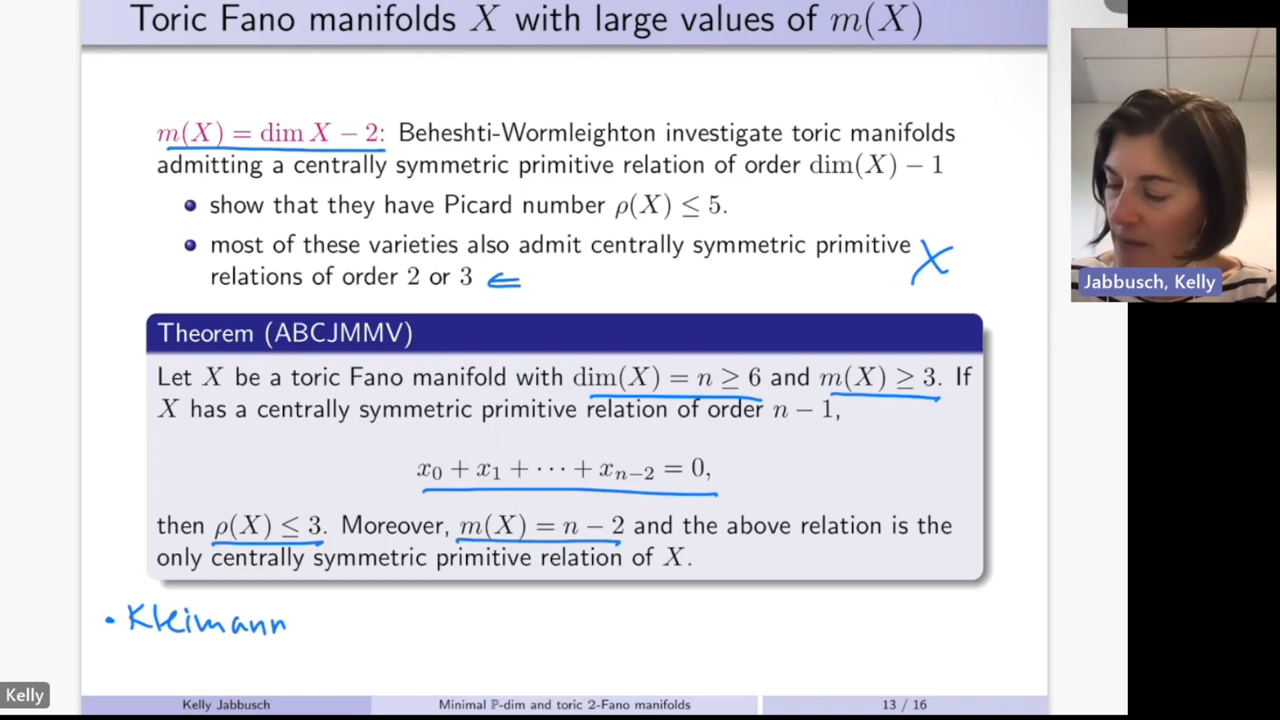 Toric Fano manifolds X with large values of m(X)
m(X) = dim X − 2: Beheshti-Wormleighton investigate toric manifolds
admitting a centrally symmetric primitive relation of order dim(X) − 1
• show that they have Picard number ρ(X) ≤ 5.
• most of these varieties also admit centrally symmetric primitive X
relations of order 2 or 3 ⇐
Theorem (ABCJMMV)
Let X be a toric Fano manifold with dim(X) = n ≥ 6 and m(X) ≥ 3. If
X has a centrally symmetric primitive relation of order n − 1,
x₀ + x₁ + ··· + xₙ₋₂ = 0,
then ρ(X) ≤ 3. Moreover, m(X) = n − 2 and the above relation is the
only centrally symmetric primitive relation of X.
• Kleimann
Kelly Jabbusch Minimal ℙ-dim and toric 2-Fano manifolds 13 / 16
Jabbusch, Kelly
Kelly